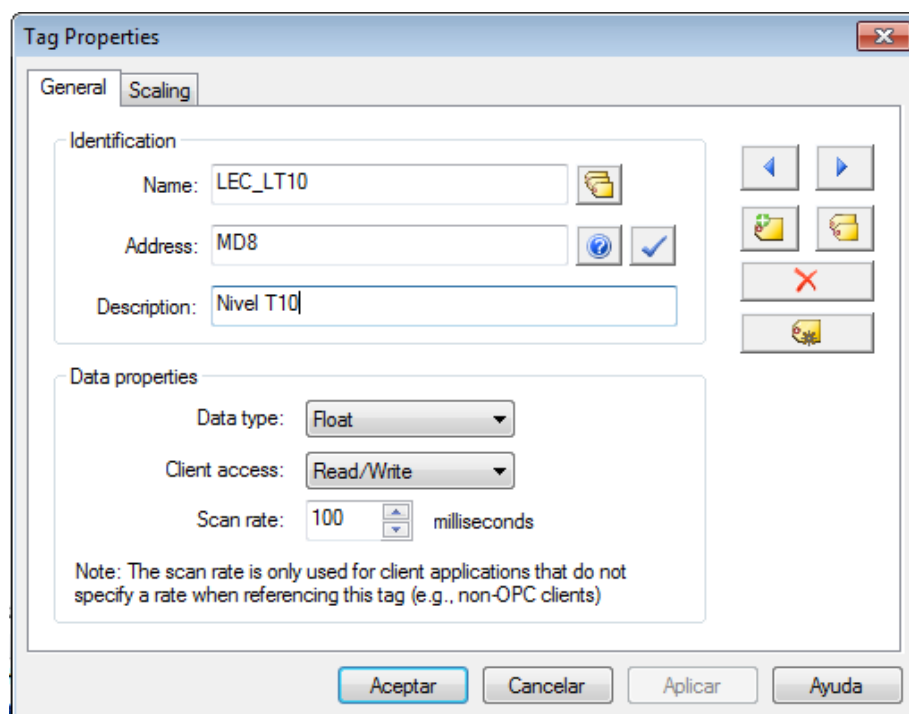 Tag Properties
General Scaling
Identification
Name: LEC_LT10
Address: MD8
Description: Nivel T10
Data properties
Data type: Float
Client access: Read/Write
Scan rate: 100 milliseconds
Note: The scan rate is only used for client applications that do not
specify a rate when referencing this tag (e.g., non-OPC clients)
Aceptar Cancelar Aplicar Ayuda